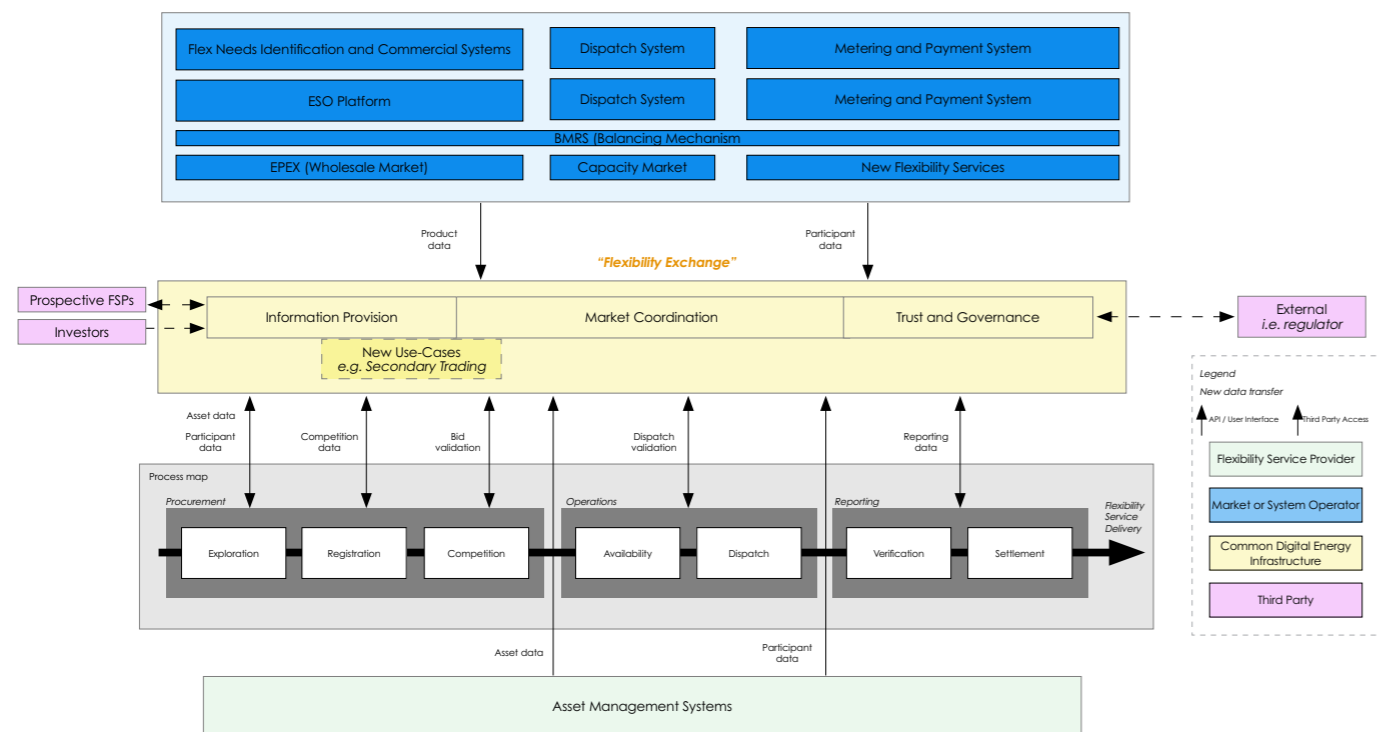 Flex Needs Identification and Commercial Systems
Dispatch System
Metering and Payment System
ESO Platform
Dispatch System
Metering and Payment System
BMRS (Balancing Mechanism
EPEX (Wholesale Market)
Capacity Market
New Flexibility Services
Product
data
Participant
data
“Flexibility Exchange”
Prospective FSPs
Investors
Information Provision
Market Coordination
Trust and Governance
New Use-Cases
e.g. Secondary Trading
External
i.e. regulator
Legend
New data transfer
API / User Interface
Third Party Access
Flexibility Service Provider
Market or System Operator
Common Digital Energy
Infrastructure
Third Party
Asset data
Participant
data
Competition
data
Bid
validation
Dispatch
validation
Reporting
data
Process map
Procurement
Operations
Reporting
Flexibility
Service
Delivery
Exploration
Registration
Competition
Availability
Dispatch
Verification
Settlement
Asset data
Participant
data
Asset Management Systems